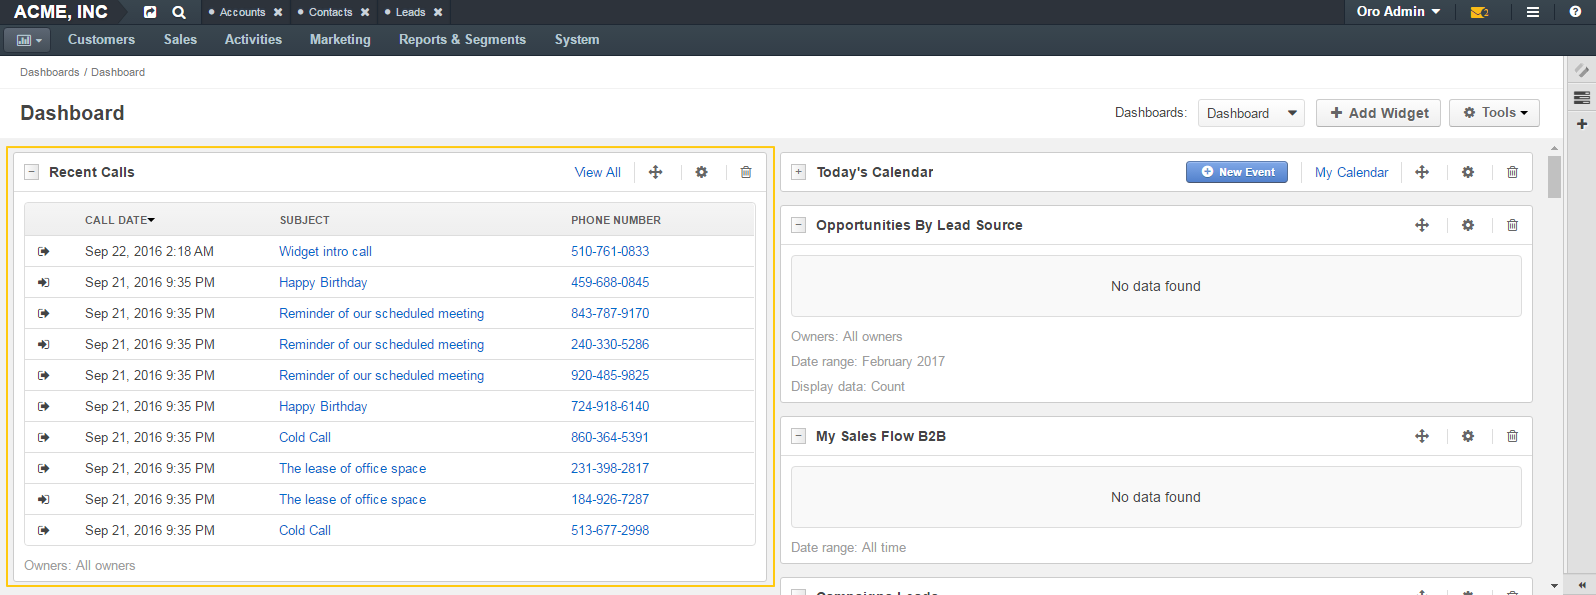 ACME, INC Accounts Contacts Leads Oro Admin 2
Customers Sales Activities Marketing Reports & Segments System
Dashboards / Dashboard
Dashboard
Dashboards: Dashboard Add Widget Tools
Recent Calls View All
CALL DATE SUBJECT PHONE NUMBER
Sep 22, 2016 2:18 AM Widget intro call 510-761-0833
Sep 21, 2016 9:35 PM Happy Birthday 459-688-0845
Sep 21, 2016 9:35 PM Reminder of our scheduled meeting 843-787-9170
Sep 21, 2016 9:35 PM Reminder of our scheduled meeting 240-330-5286
Sep 21, 2016 9:35 PM Reminder of our scheduled meeting 920-485-9825
Sep 21, 2016 9:35 PM Happy Birthday 724-918-6140
Sep 21, 2016 9:35 PM Cold Call 860-364-5391
Sep 21, 2016 9:35 PM The lease of office space 231-398-2817
Sep 21, 2016 9:35 PM The lease of office space 184-926-7287
Sep 21, 2016 9:35 PM Cold Call 513-677-2998
Owners: All owners
Today's Calendar New Event My Calendar
Opportunities By Lead Source
No data found
Owners: All owners
Date range: February 2017
Display data: Count
My Sales Flow B2B
No data found
Date range: All time
Campaigns Leads